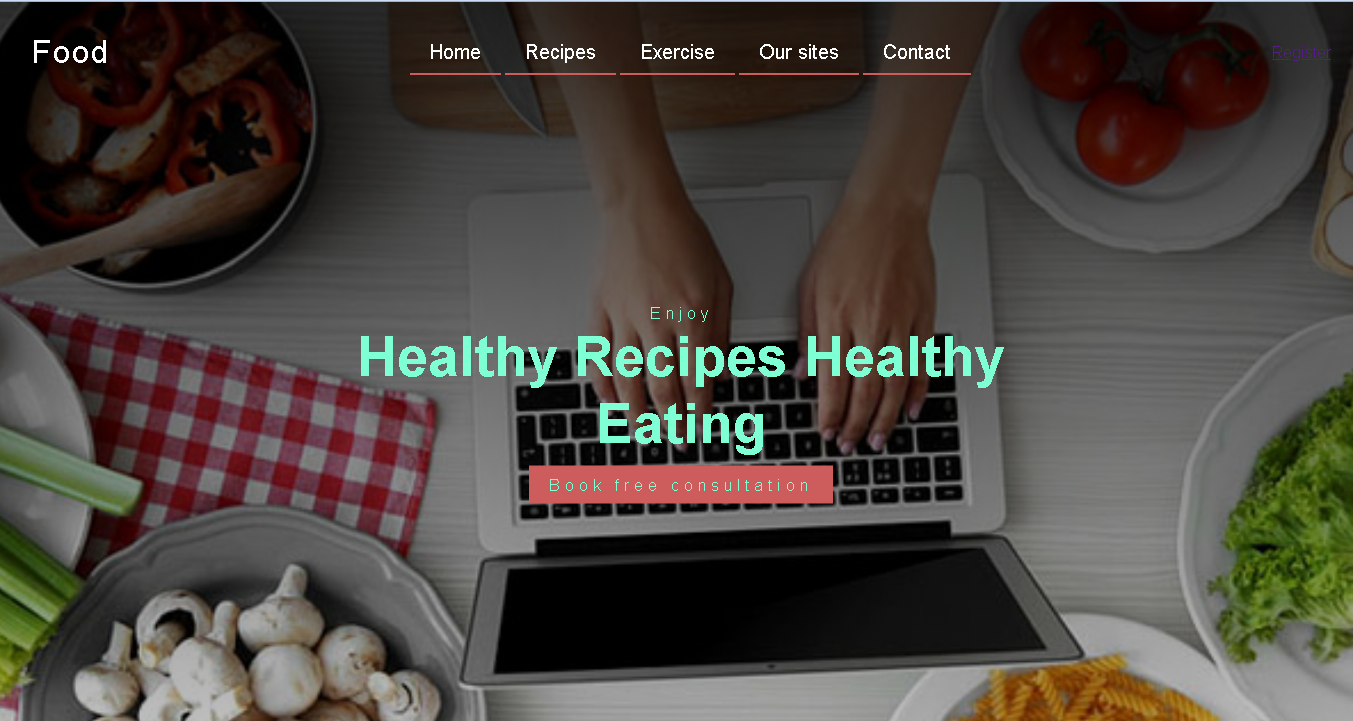 Food
Home
Recipes
Exercise
Our sites
Contact
Register
Enjoy
Healthy Recipes Healthy
Eating
Book free consultation